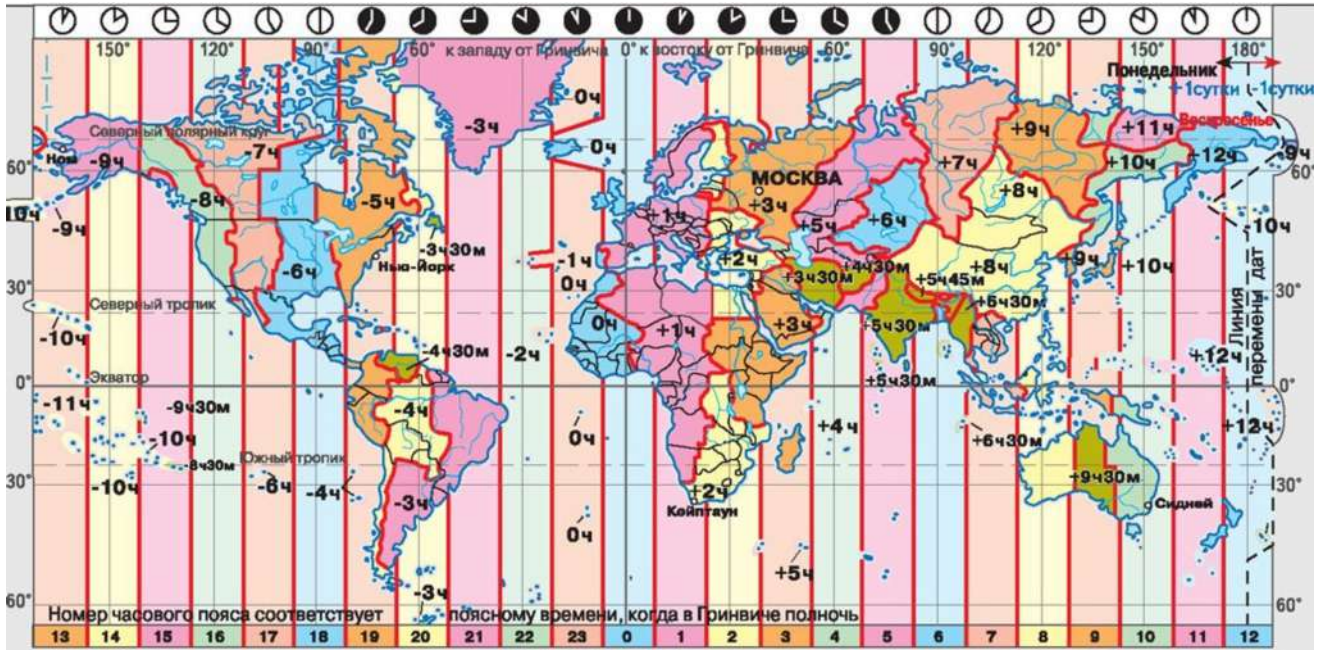 150° 120° 90° 60° к западу от Гринвича 0° к востоку от Гринвича 60° 90° 120° 150° 180°
Понедельник
+1сутки -1сутки
Воскресенье
0ч
-3ч
0ч
Северный полярный круг
Ном
-9ч
-7ч
-8ч
-5ч
МОСКВА
+3ч
+1ч
+5ч
+6ч
+7ч
+9ч
+8ч
+11ч
+10ч
+12ч
-9ч
60°
60°
10ч
-9ч
-10ч
-3ч30м
Нью-Йорк
-6ч
-1ч
0ч
+2ч
+3ч30м
+4ч30м
+5ч45м
+8ч
+9ч
+10ч
+6ч30м
30°
30°
Северный тропик
-10ч
0ч
+1ч
+3ч
+5ч30м
-4ч30м
-2ч
+12ч
Линия перемены дат
+5ч30м
Экватор
0°
0°
-11ч
-9ч30м
-4ч
-10ч
-8ч30м
Южный тропик
0ч
+4ч
+6ч30м
+12ч
-10ч
-6ч
-4ч
-3ч
+2ч
Кейптаун
+9ч30м
Сидней
30°
30°
0ч
+5ч
-3ч
60°
60°
Номер часового пояса соответствует поясному времени, когда в Гринвиче полночь
13 14 15 16 17 18 19 20 21 22 23 0 1 2 3 4 5 6 7 8 9 10 11 12